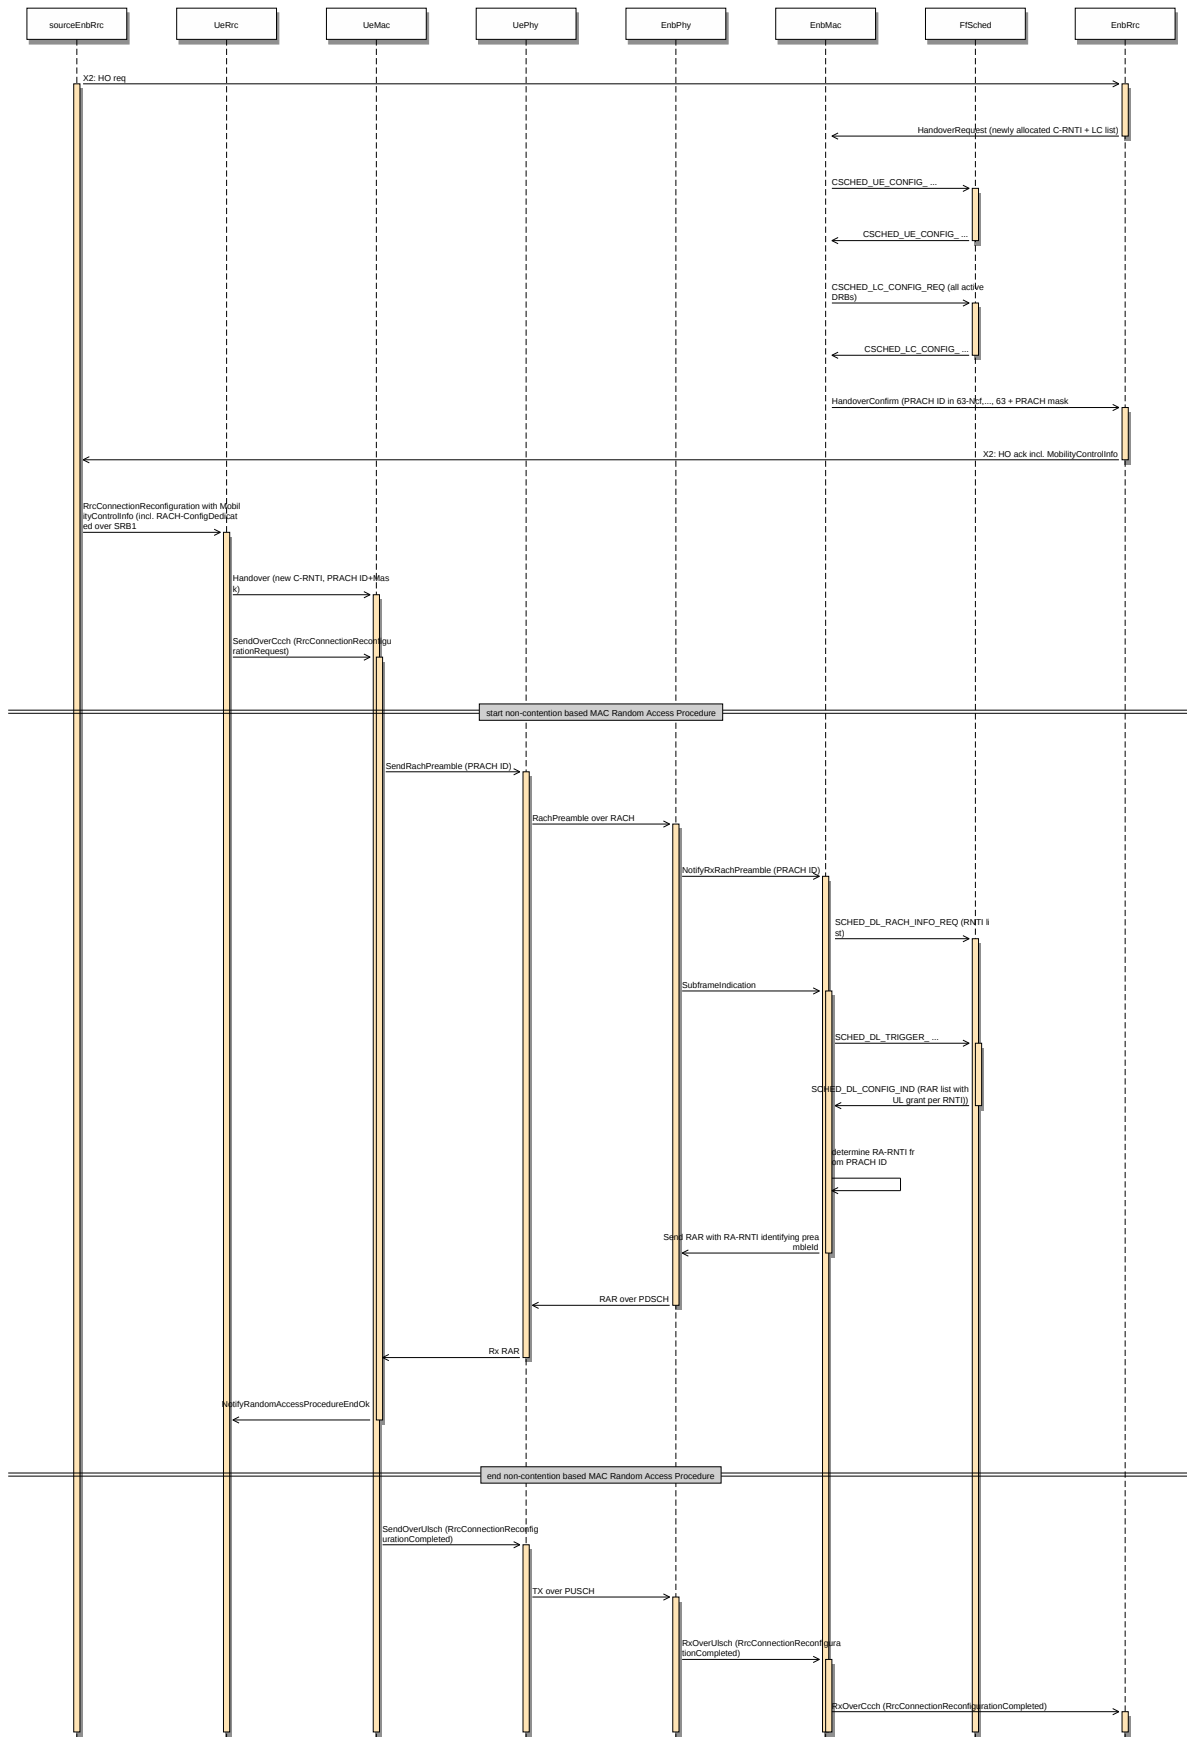 sourceEnbRrc UeRrc UeMac UePhy EnbPhy EnbMac FfSched EnbRrc
X2: HO req
HandoverRequest (newly allocated C-RNTI + LC list)
CSCHED_UE_CONFIG_ ...
CSCHED_UE_CONFIG_ ...
CSCHED_LC_CONFIG_REQ (all active
DRBs)
CSCHED_LC_CONFIG_ ...
HandoverConfirm (PRACH ID in 63-Ncf,..., 63 + PRACH mask
X2: HO ack incl. MobilityControlInfo
RrcConnectionReconfiguration with Mobil
ityControlInfo (incl. RACH-ConfigDedicat
ed over SRB1
Handover (new C-RNTI, PRACH ID+Mas
k)
SendOverCcch (RrcConnectionReconfigu
rationRequest)
start non-contention based MAC Random Access Procedure
SendRachPreamble (PRACH ID)
RachPreamble over RACH
NotifyRxRachPreamble (PRACH ID)
SCHED_DL_RACH_INFO_REQ (RNTI li
st)
SubframeIndication
SCHED_DL_TRIGGER_ ...
SCHED_DL_CONFIG_IND (RAR list with
UL grant per RNTI))
determine RA-RNTI fr
om PRACH ID
Send RAR with RA-RNTI identifying prea
mbleId
RAR over PDSCH
Rx RAR
NotifyRandomAccessProcedureEndOk
end non-contention based MAC Random Access Procedure
SendOverUlsch (RrcConnectionReconfig
urationCompleted)
TX over PUSCH
RxOverUlsch (RrcConnectionReconfigura
tionCompleted)
RxOverCcch (RrcConnectionReconfigurationCompleted)